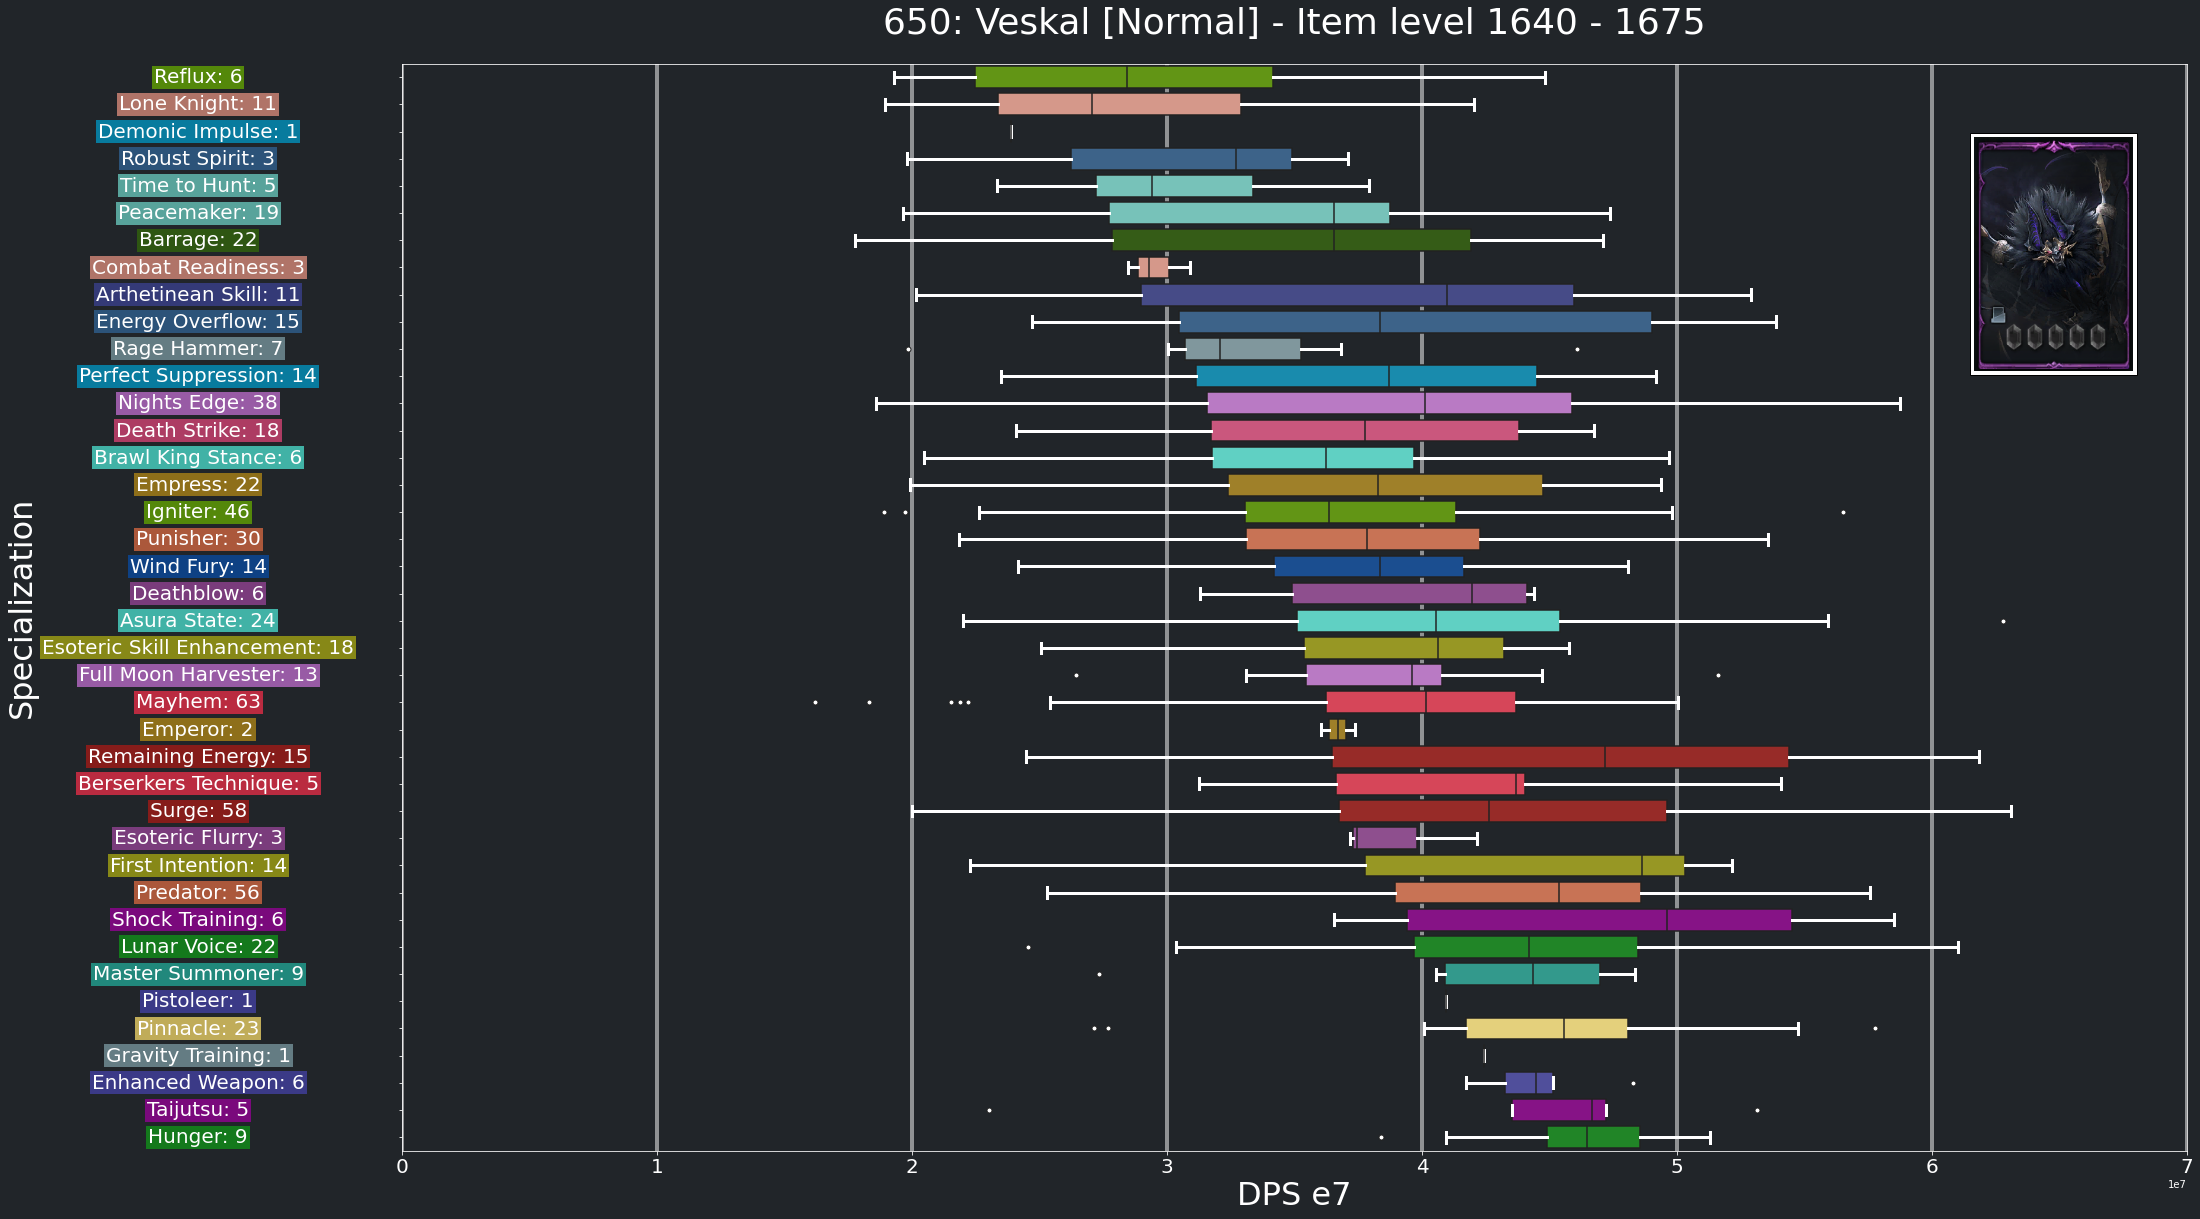 650: Veskal [Normal] - Item level 1640 - 1675
Reflux: 6
Lone Knight: 11
Demonic Impulse: 1
Robust Spirit: 3
Time to Hunt: 5
Peacemaker: 19
Barrage: 22
Combat Readiness: 3
Arthetinean Skill: 11
Energy Overflow: 15
Rage Hammer: 7
Perfect Suppression: 14
Nights Edge: 38
Death Strike: 18
Brawl King Stance: 6
Empress: 22
Igniter: 46
Punisher: 30
Wind Fury: 14
Deathblow: 6
Asura State: 24
Esoteric Skill Enhancement: 18
Full Moon Harvester: 13
Mayhem: 63
Emperor: 2
Remaining Energy: 15
Berserkers Technique: 5
Surge: 58
Esoteric Flurry: 3
First Intention: 14
Predator: 56
Shock Training: 6
Lunar Voice: 22
Master Summoner: 9
Pistoleer: 1
Pinnacle: 23
Gravity Training: 1
Enhanced Weapon: 6
Taijutsu: 5
Hunger: 9
Specialization
0 1 2 3 4 5 6 7
1e7
DPS e7